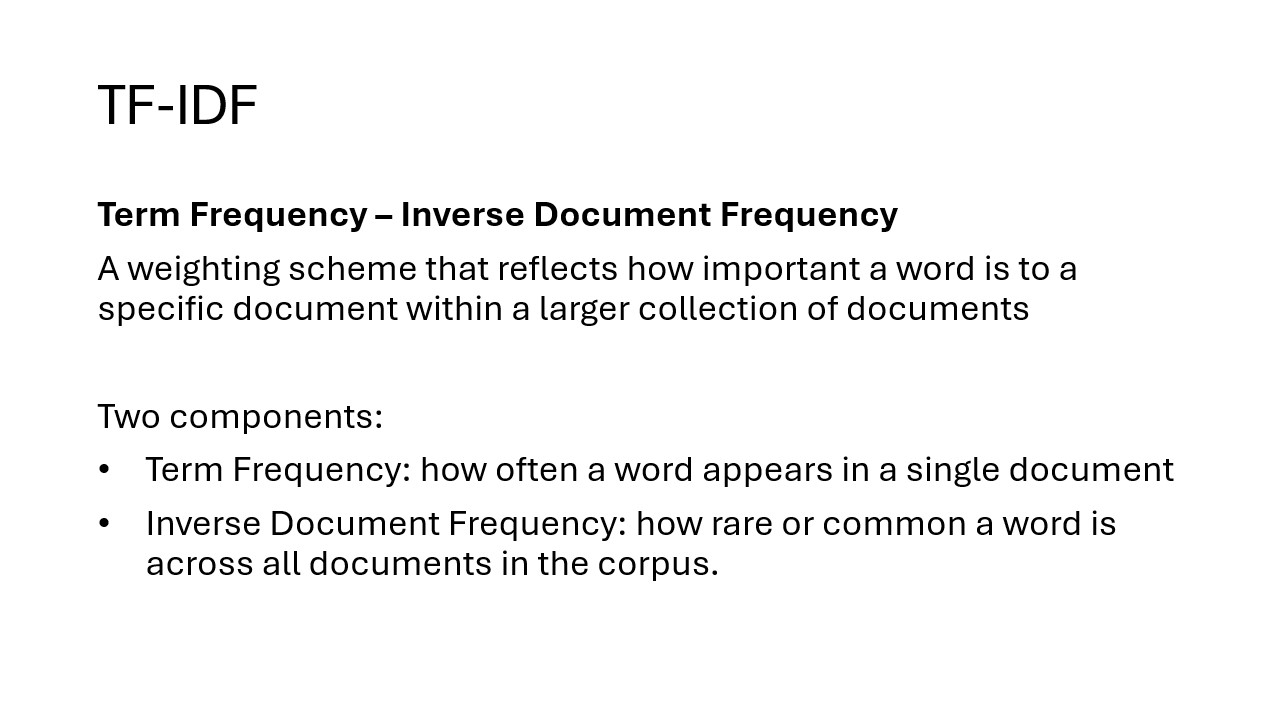 TF-IDF
Term Frequency – Inverse Document Frequency
A weighting scheme that reflects how important a word is to a
specific document within a larger collection of documents
Two components:
• Term Frequency: how often a word appears in a single document
• Inverse Document Frequency: how rare or common a word is
across all documents in the corpus.